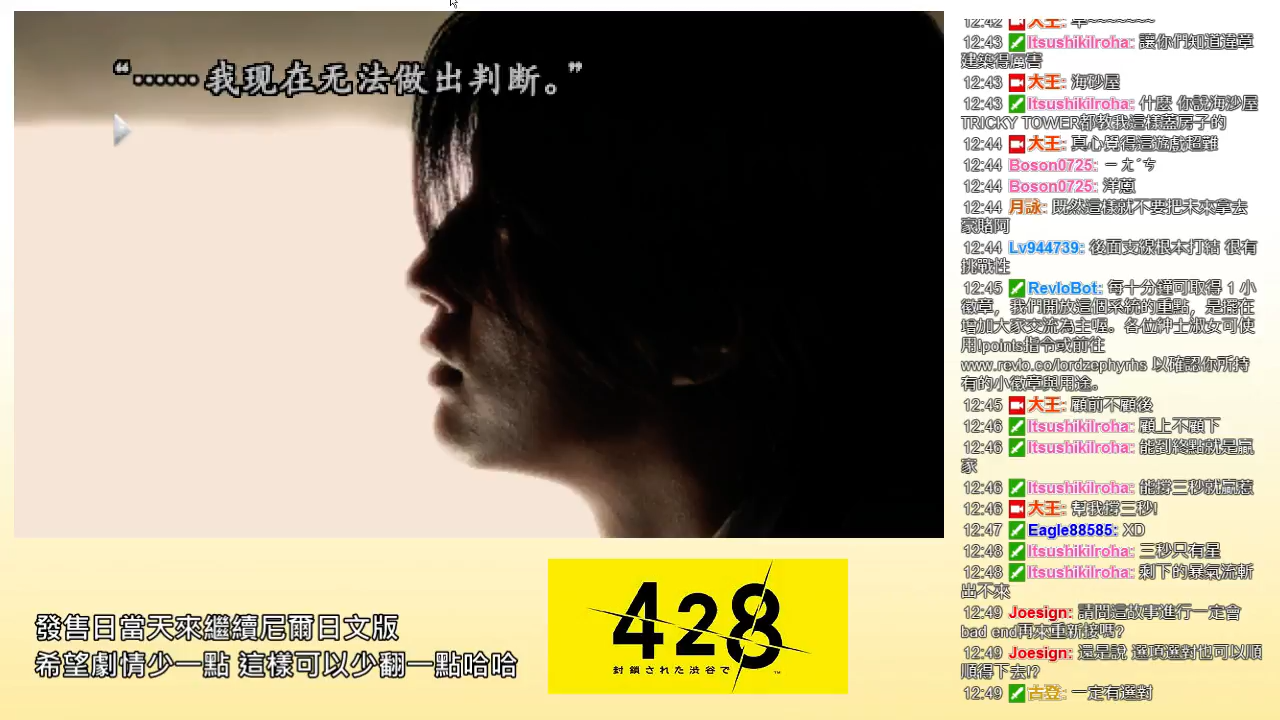 “……我现在无法做出判断。”
發售日當天來繼續尼爾日文版
希望劇情少一點 這樣可以少翻一點哈哈
428
封鎖された渋谷で
TM
12:42 大王: 草~~~~~~~
12:43 ItsushikiIroha: 讓你們知道違章
建築得厲害
12:43 大王: 海砂屋
12:43 ItsushikiIroha: 什麼 你說海沙屋
TRICKY TOWER都教我這樣蓋房子的
12:44 大王: 真心覺得這遊戲超難
12:44 Boson0725: ㄧㄤˊㄘ
12:44 Boson0725: 洋蔥
12:44 月詠: 既然這樣就不要把未來拿去
豪賭阿
12:44 Lv944739: 後面支線根本打結 很有
挑戰性
12:45 RevloBot: 每十分鐘可取得 1 小
徽章，我們開放這個系統的重點，是擺在
增加大家交流為主喔。各位紳士淑女可使
用!points指令或前往
www.revlo.co/lordzephyrhs 以確認你所持
有的小徽章與用途。
12:45 大王: 顧前不顧後
12:46 ItsushikiIroha: 顧上不顧下
12:46 ItsushikiIroha: 能到終點就是贏
家
12:46 ItsushikiIroha: 能撐三秒就贏惹
12:46 大王: 幫我撐三秒!
12:47 Eagle88585: XD
12:48 ItsushikiIroha: 三秒只有星
12:48 ItsushikiIroha: 剩下的暴氣流斬
出不來
12:49 Joesign: 請問這故事進行一定會
bad end再來重新接嗎?
12:49 Joesign: 還是說 選項選對也可以順
順得下去!?
12:49 古登: 一定有選對